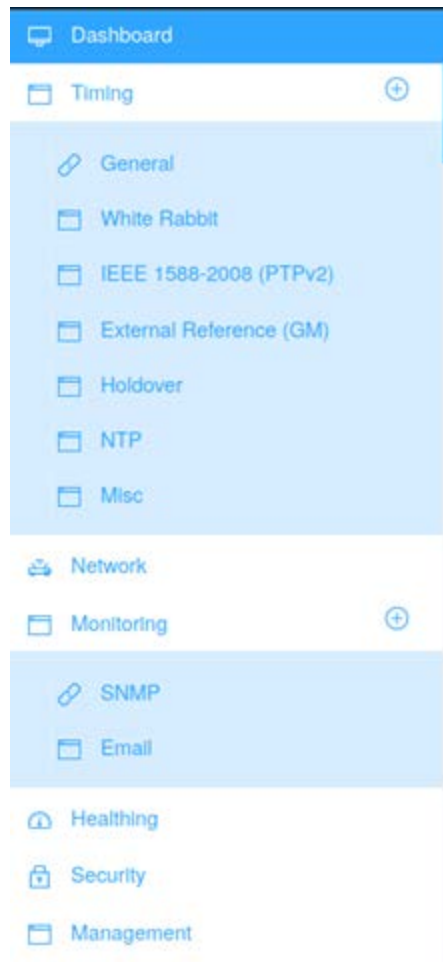 Dashboard
Timing
General
White Rabbit
IEEE 1588-2008 (PTPv2)
External Reference (GM)
Holdover
NTP
Misc
Network
Monitoring
SNMP
Email
Healthing
Security
Management